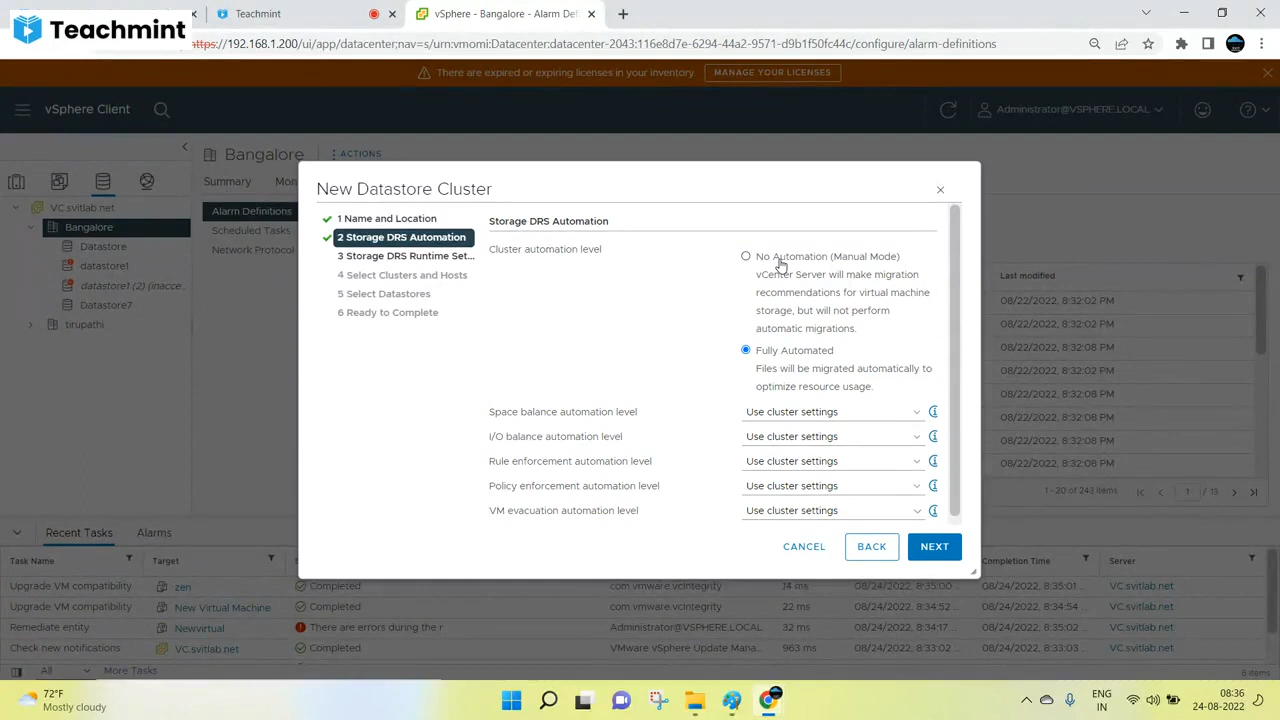 Teachmint
Teachmint
vSphere - Bangalore - Alarm Def
https://192.168.1.200/ui/app/datacenter;nav=s/urn:vmomi:Datacenter:datacenter-2043:116e8d7e-6294-44a2-9571-d9b1f50fc44c/configure/alarm-definitions
There are expired or expiring licenses in your inventory.
MANAGE YOUR LICENSES
vSphere Client
Administrator@VSPHERE.LOCAL
Bangalore
ACTIONS
Summary
Mon
VC.svitlab.net
Bangalore
Datastore
datastore1
datastore1 (2) (inacce...
Datastore7
tirupathi
Alarm Definitions
Scheduled Tasks
Network Protocol
New Datastore Cluster
1 Name and Location
2 Storage DRS Automation
3 Storage DRS Runtime Set...
4 Select Clusters and Hosts
5 Select Datastores
6 Ready to Complete
Storage DRS Automation
Cluster automation level
No Automation (Manual Mode)
vCenter Server will make migration
recommendations for virtual machine
storage, but will not perform
automatic migrations.
Fully Automated
Files will be migrated automatically to
optimize resource usage.
Space balance automation level Use cluster settings
I/O balance automation level Use cluster settings
Rule enforcement automation level Use cluster settings
Policy enforcement automation level Use cluster settings
VM evacuation automation level Use cluster settings
CANCEL BACK NEXT
Last modified
08/22/2022, 8:32:02 PM
08/22/2022, 8:32:02 PM
08/22/2022, 8:32:08 PM
08/22/2022, 8:32:08 PM
08/22/2022, 8:32:08 PM
08/22/2022, 8:32:02 PM
08/22/2022, 8:32:02 PM
08/22/2022, 8:32:02 PM
1 - 20 of 243 items 1 / 13
Recent Tasks Alarms
Task Name Target Completion Time Server
Upgrade VM compatibility zen Completed com.vmware.vcIntegrity 14 ms 08/24/2022, 8:35:00 ... 08/24/2022, 8:35:01 ... VC.svitlab.net
Upgrade VM compatibility New Virtual Machine Completed com.vmware.vcIntegrity 22 ms 08/24/2022, 8:34:52 ... 08/24/2022, 8:34:54 ... VC.svitlab.net
Remediate entity Newvirtual There are errors during the r Administrator@VSPHERE.LOCAL 32 ms 08/24/2022, 8:34:17 ... 08/24/2022, 8:35:02 ... VC.svitlab.net
Check new notifications VC.svitlab.net Completed VMware vSphere Update Mana... 963 ms 08/24/2022, 8:33:03 ... 08/24/2022, 8:33:04 ... VC.svitlab.net
All More Tasks
6 items
72°F
Mostly cloudy
ENG
IN
08:36
24-08-2022